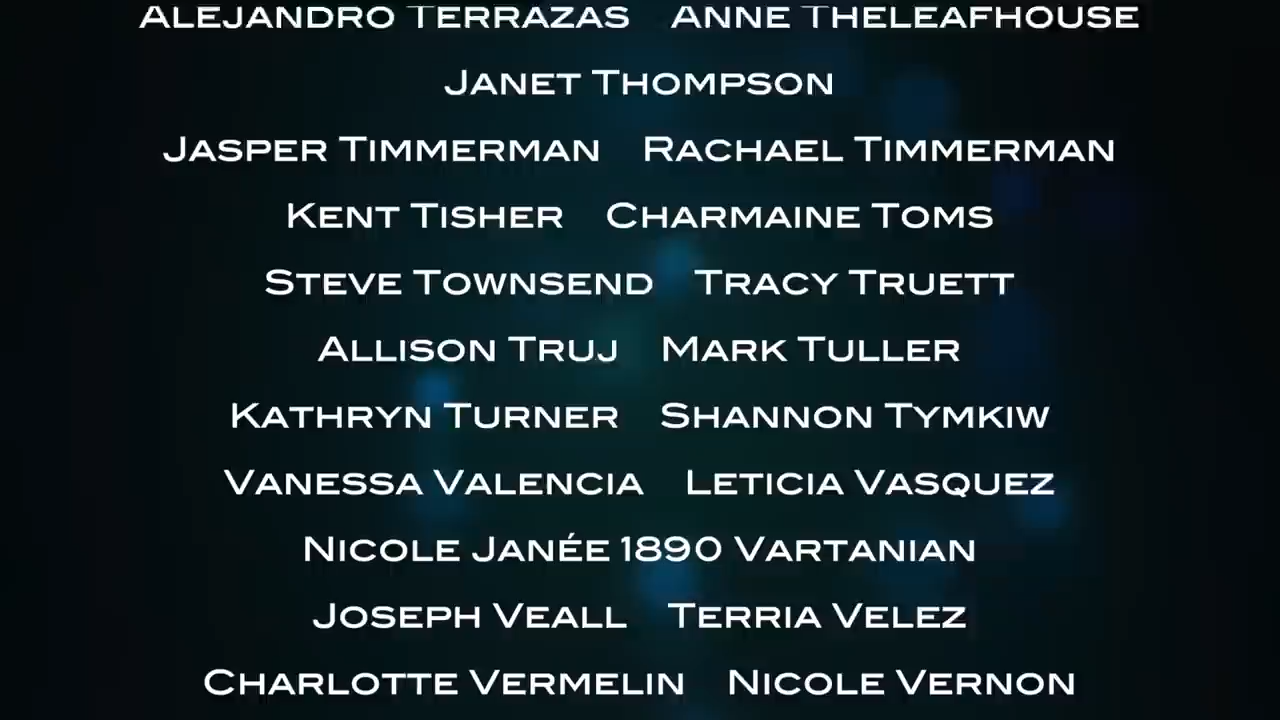 ALEJANDRO TERRAZAS ANNE THELEAFHOUSE
JANET THOMPSON
JASPER TIMMERMAN RACHAEL TIMMERMAN
KENT TISHER CHARMAINE TOMS
STEVE TOWNSEND TRACY TRUETT
ALLISON TRUJ MARK TULLER
KATHRYN TURNER SHANNON TYMKIW
VANESSA VALENCIA LETICIA VASQUEZ
NICOLE JANÉE 1890 VARTANIAN
JOSEPH VEALL TERRIA VELEZ
CHARLOTTE VERMELIN NICOLE VERNON